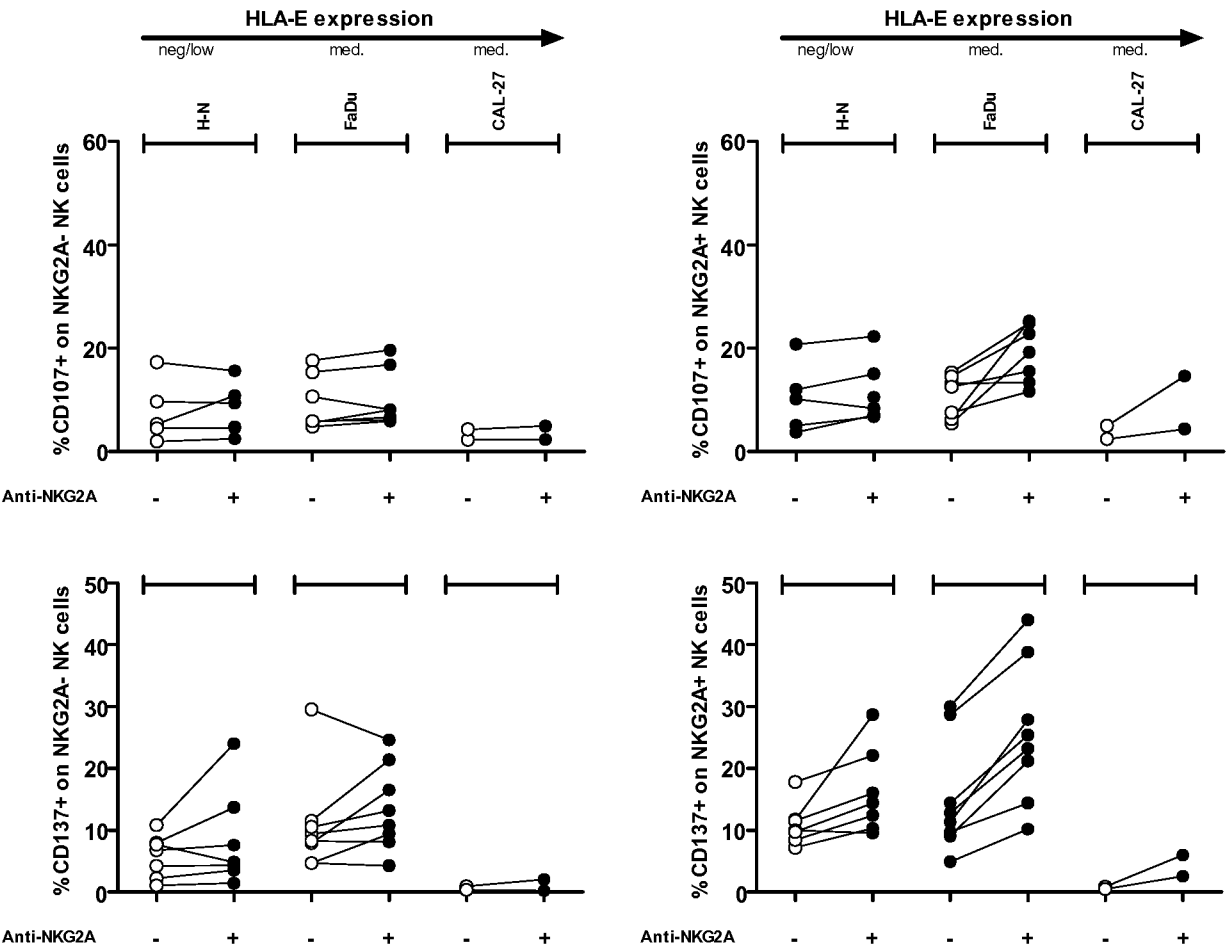 HLA-E expression
neg/low med. med.
H-N FaDu CAL-27
%CD107+ on NKG2A- NK cells
60
40
20
0
Anti-NKG2A - + - + - +
HLA-E expression
neg/low med. med.
H-N FaDu CAL-27
%CD107+ on NKG2A+ NK cells
60
40
20
0
Anti-NKG2A - + - + - +
%CD137+ on NKG2A- NK cells
50
40
30
20
10
0
Anti-NKG2A - + - + - +
%CD137+ on NKG2A+ NK cells
50
40
30
20
10
0
Anti-NKG2A - + - + - +